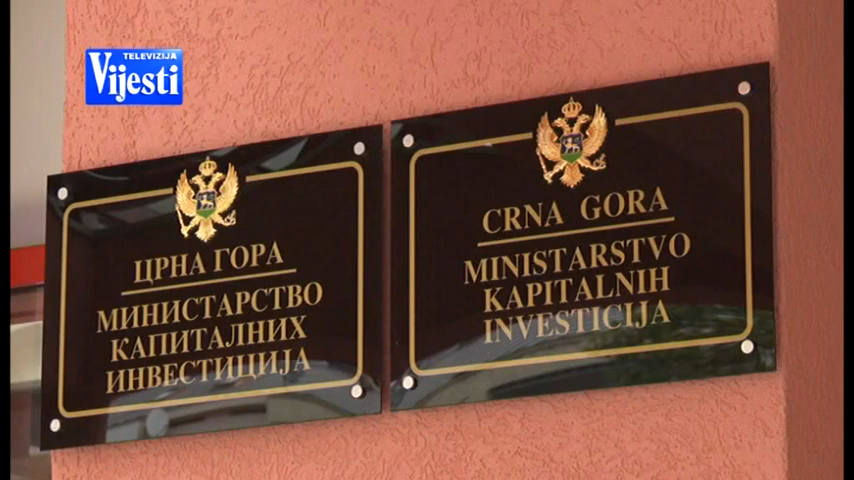 TELEVIZIJA
Vijesti
ЦРНА ГОРА
МИНИСТАРСТВО
КАПИТАЛНИХ
ИНВЕСТИЦИЈА
CRNA GORA
MINISTARSTVO
KAPITALNIH
INVESTICIJA